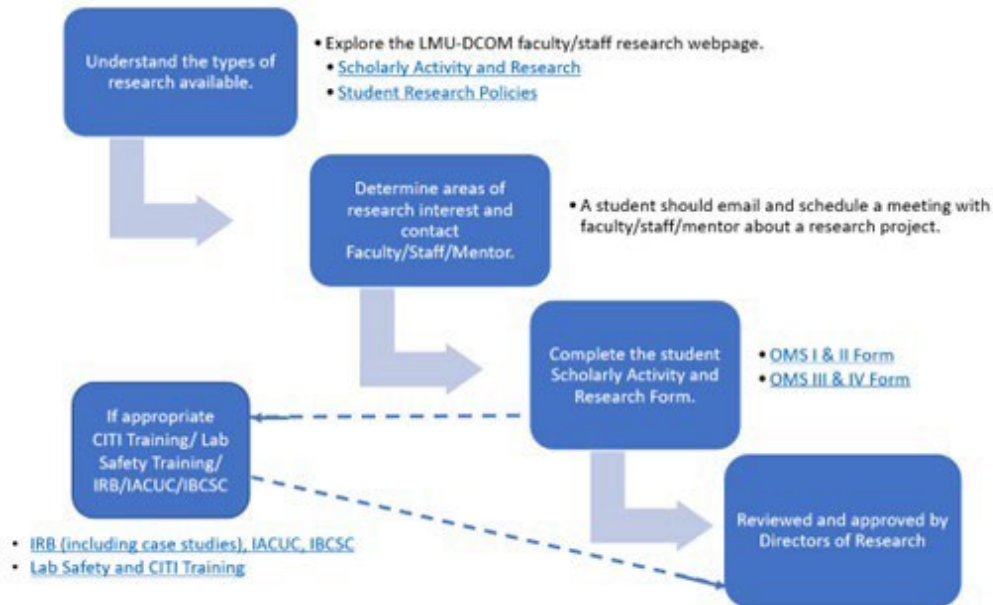 Understand the types of
research available.
• Explore the LMU-DCOM faculty/staff research webpage.
• Scholarly Activity and Research
• Student Research Policies
Determine areas of
research interest and
contact
Faculty/Staff/Mentor.
• A student should email and schedule a meeting with
faculty/staff/mentor about a research project.
Complete the student
Scholarly Activity and
Research Form.
• OMS I & II Form
• OMS III & IV Form
If appropriate
CITI Training/ Lab
Safety Training/
IRB/IACUC/IBCSC
• IRB (including case studies), IACUC, IBCSC
• Lab Safety and CITI Training
Reviewed and approved by
Directors of Research